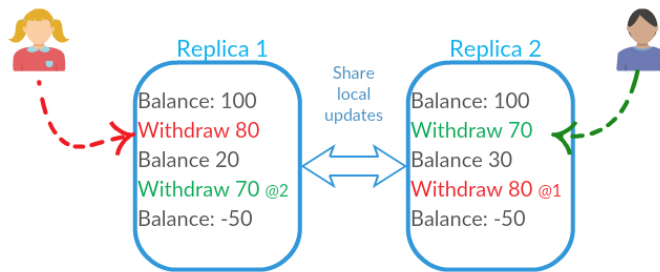 Replica 1
Balance: 100
Withdraw 80
Balance 20
Withdraw 70 @2
Balance: -50
Share
local
updates
Replica 2
Balance: 100
Withdraw 70
Balance 30
Withdraw 80 @1
Balance: -50